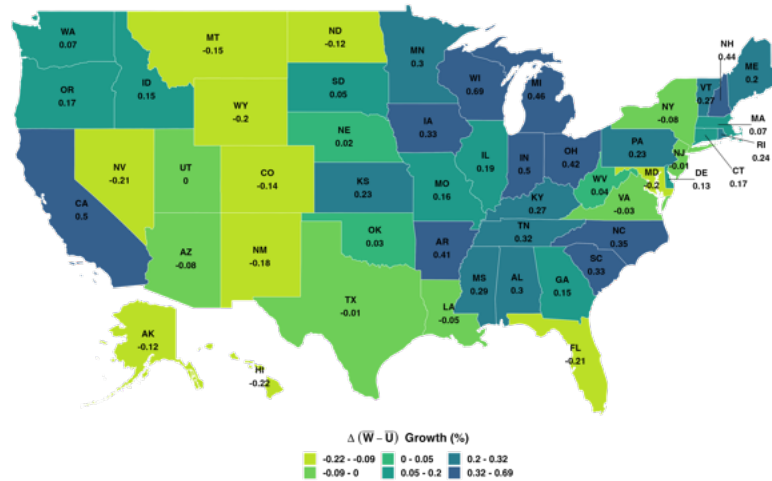 WA
0.07
MT
-0.15
ND
-0.12
MN
0.3
NH
0.44
ME
0.2
OR
0.17
ID
0.15
SD
0.05
WI
0.69
MI
0.46
VT
0.27
WY
-0.2
NY
-0.08
MA
0.07
IA
0.33
RI
0.24
NE
0.02
PA
0.23
NJ
-0.01
NV
-0.21
UT
0
CO
-0.14
IL
0.19
IN
0.5
OH
0.42
MD
-0.2
DE
0.13
CT
0.17
CA
0.5
KS
0.23
MO
0.16
WV
0.04
VA
-0.03
KY
0.27
AZ
-0.08
NM
-0.18
OK
0.03
AR
0.41
TN
0.32
NC
0.35
SC
0.33
MS
0.29
AL
0.3
GA
0.15
TX
-0.01
LA
-0.05
AK
-0.12
HI
-0.22
FL
-0.21
Δ (W̄ – Ū) Growth (%)
-0.22 - -0.09
0 - 0.05
0.2 - 0.32
-0.09 - 0
0.05 - 0.2
0.32 - 0.69